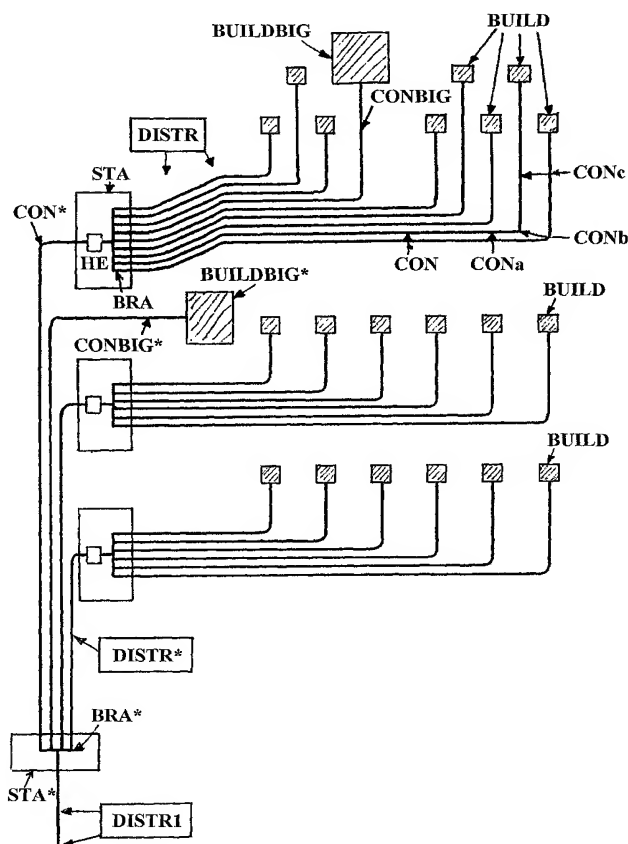 BUILDBIG
BUILD
CONBIG
DISTR
STA
CON*
CONc
HE
CONb
BRA
CON
CONa
BUILDBIG*
CONBIG*
BUILD
BUILD
DISTR*
BRA*
STA*
DISTR1